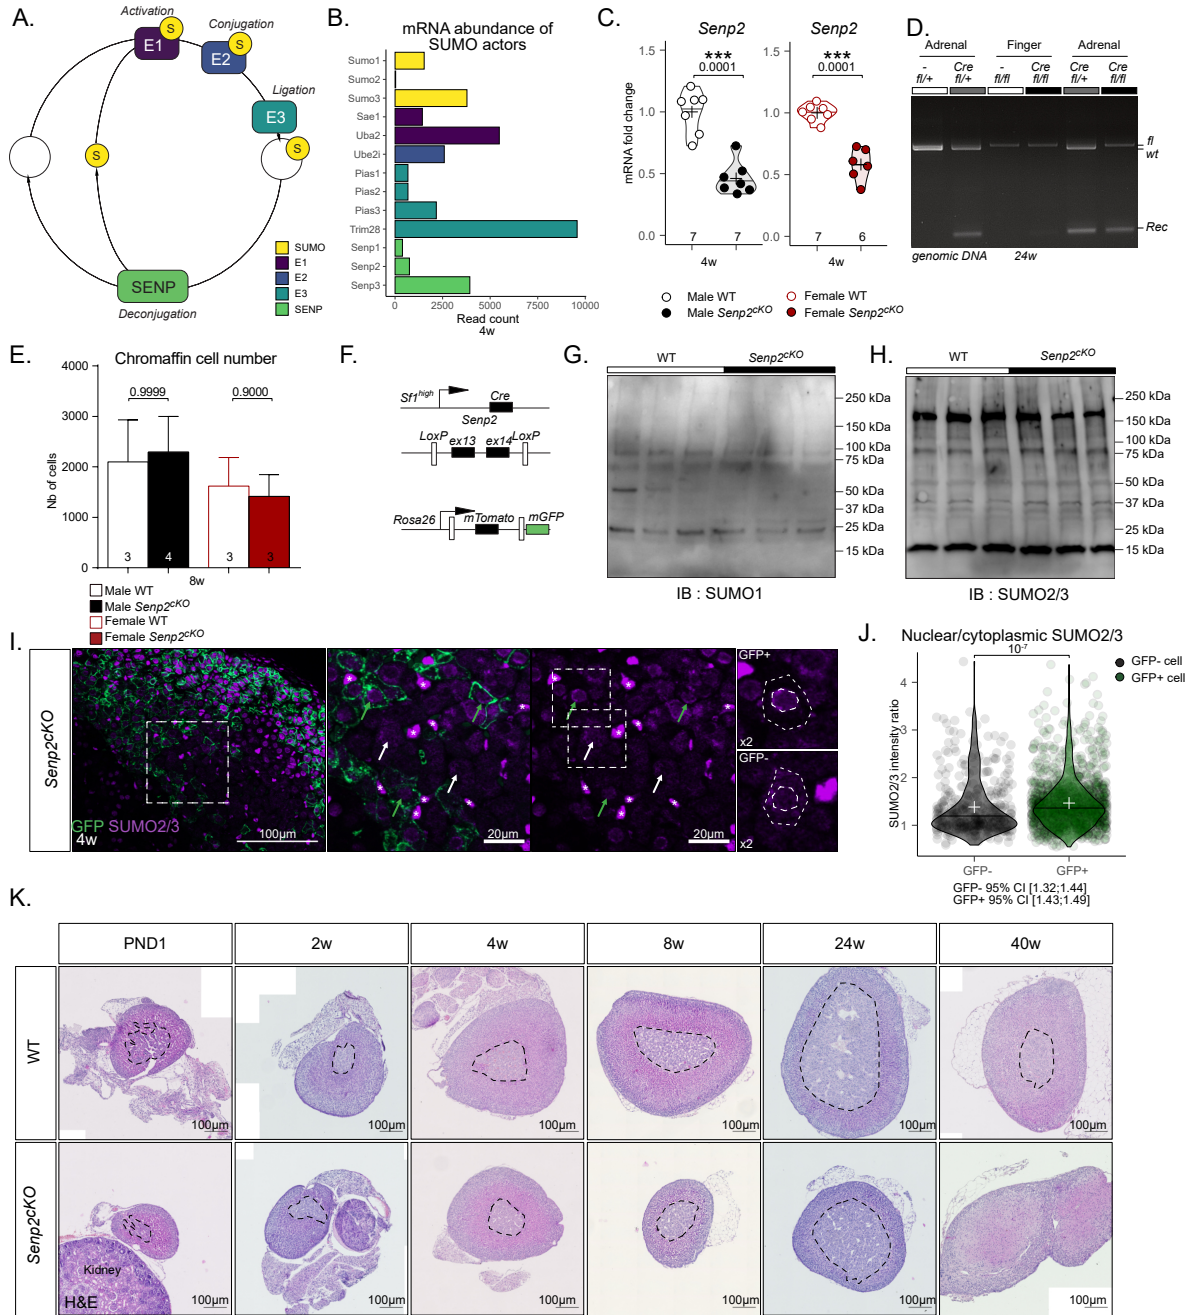 A.
Activation
Conjugation
E1
S
E2
S
Ligation
E3
S
S
SENP
Deconjugation
SUMO
E1
E2
E3
SENP
B.
mRNA abundance of
SUMO actors
Sumo1
Sumo2
Sumo3
Sae1
Uba2
Ube2i
Pias1
Pias2
Pias3
Trim28
Senp1
Senp2
Senp3
0 2500 5000 7500 10000
Read count
4w
C.
Senp2 Senp2
mRNA fold change
1.5
1.0
0.5
0.0
***
0.0001
7 7
4w
1.5
1.0
0.5
0.0
***
0.0001
7 6
4w
Male WT
Male Senp2cKO
Female WT
Female Senp2cKO
D.
Adrenal Finger Adrenal
- Cre - Cre Cre Cre
fl/+ fl/+ fl/fl fl/fl fl/+ fl/fl
fl
wt
Rec
genomic DNA 24w
E.
Chromaffin cell number
Nb of cells
4000
3000
2000
1000
0
0.9999 0.9000
3 4 3 3
8w
Male WT
Male Senp2cKO
Female WT
Female Senp2cKO
F.
Sf1high Cre
Senp2
LoxP ex13 ex14 LoxP
Rosa26 mTomato mGFP
G.
WT Senp2cKO
250 kDa
150 kDa
100 kDa
75 kDa
50 kDa
37 kDa
25 kDa
15 kDa
IB : SUMO1
H.
WT Senp2cKO
250 kDa
150 kDa
100 kDa
75 kDa
50 kDa
37 kDa
25 kDa
15 kDa
IB : SUMO2/3
I.
Senp2cKO
GFP SUMO2/3
4w
100µm
20µm
20µm
GFP+
x2
GFP-
x2
J.
Nuclear/cytoplasmic SUMO2/3
10-7
SUMO2/3 intensity ratio
4
3
2
1
GFP- GFP+
GFP- cell
GFP+ cell
GFP- 95% CI [1.32;1.44]
GFP+ 95% CI [1.43;1.49]
K.
PND1 2w 4w 8w 24w 40w
WT
100µm 100µm 100µm 100µm 100µm 100µm
Senp2cKO
Kidney
H&E
100µm 100µm 100µm 100µm 100µm 100µm